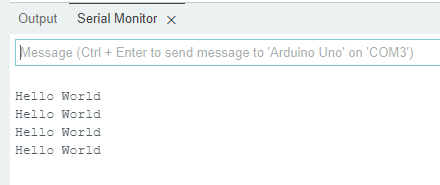 Output Serial Monitor ×
Message (Ctrl + Enter to send message to 'Arduino Uno' on 'COM3')
Hello World
Hello World
Hello World
Hello World